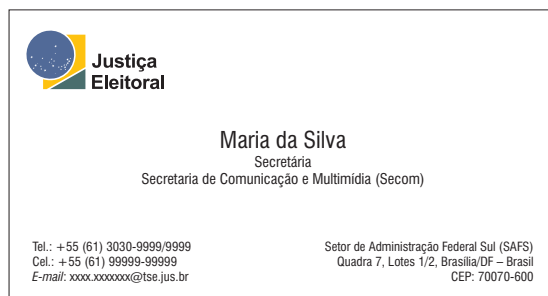 Justiça
Eleitoral
Maria da Silva
Secretária
Secretaria de Comunicação e Multimídia (Secom)
Tel.: +55 (61) 3030-9999/9999
Cel.: +55 (61) 99999-99999
E-mail: xxxx.xxxxxxx@tse.jus.br
Setor de Administração Federal Sul (SAFS)
Quadra 7, Lotes 1/2, Brasília/DF – Brasil
CEP: 70070-600